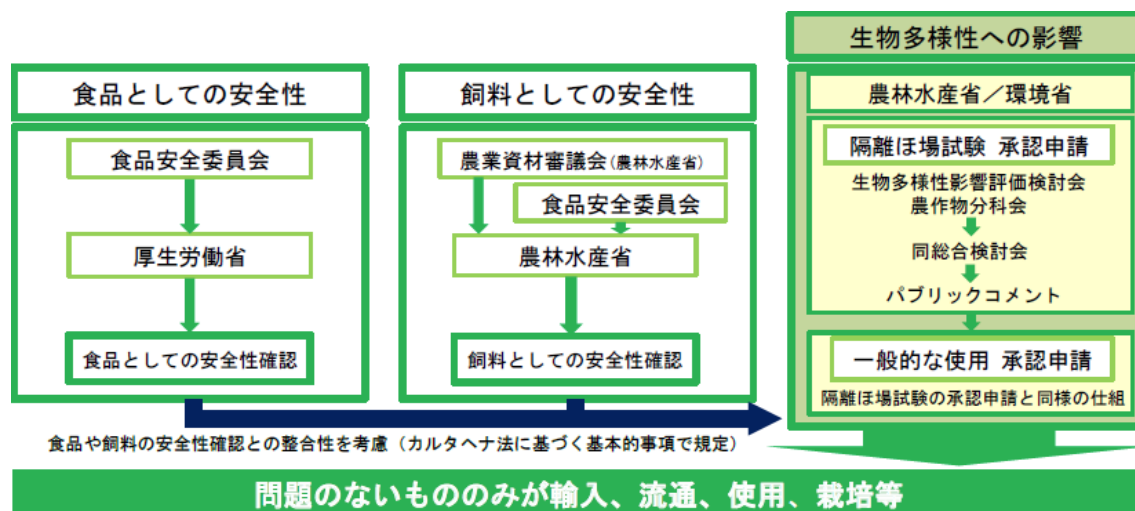 食品としての安全性
食品安全委員会
厚生労働省
食品としての安全性確認
飼料としての安全性
農業資材審議会(農林水産省)
食品安全委員会
農林水産省
飼料としての安全性確認
生物多様性への影響
農林水産省／環境省
隔離ほ場試験 承認申請
生物多様性影響評価検討会
農作物分科会
同総合検討会
パブリックコメント
一般的な使用 承認申請
隔離ほ場試験の承認申請と同様の仕組
食品や飼料の安全性確認との整合性を考慮（カルタヘナ法に基づく基本的事項で規定）
問題のないもののみが輸入、流通、使用、栽培等